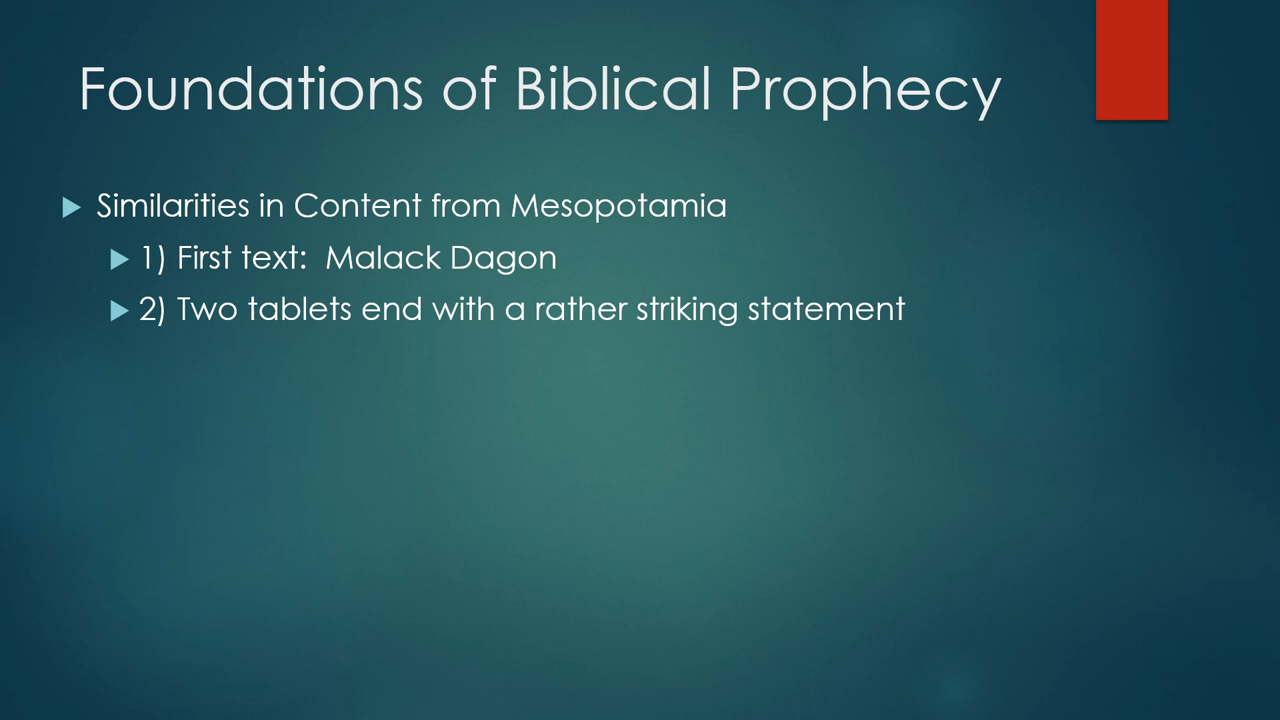 Foundations of Biblical Prophecy
Similarities in Content from Mesopotamia
1) First text:  Malack Dagon
2) Two tablets end with a rather striking statement